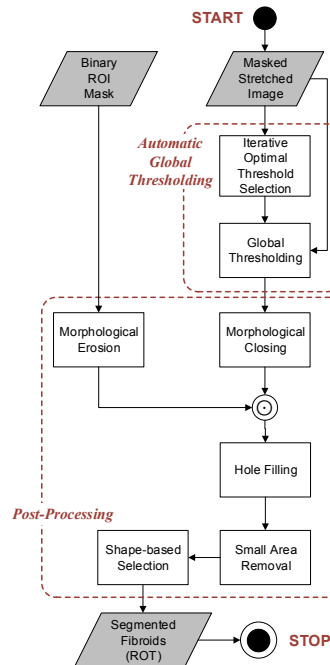 START
Binary
ROI
Mask
Masked
Stretched
Image
Automatic
Global
Thresholding
Iterative
Optimal
Threshold
Selection
Global
Thresholding
Morphological
Erosion
Morphological
Closing
Hole Filling
Post-Processing
Shape-based
Selection
Small Area
Removal
Segmented
Fibroids
(ROT)
STOP